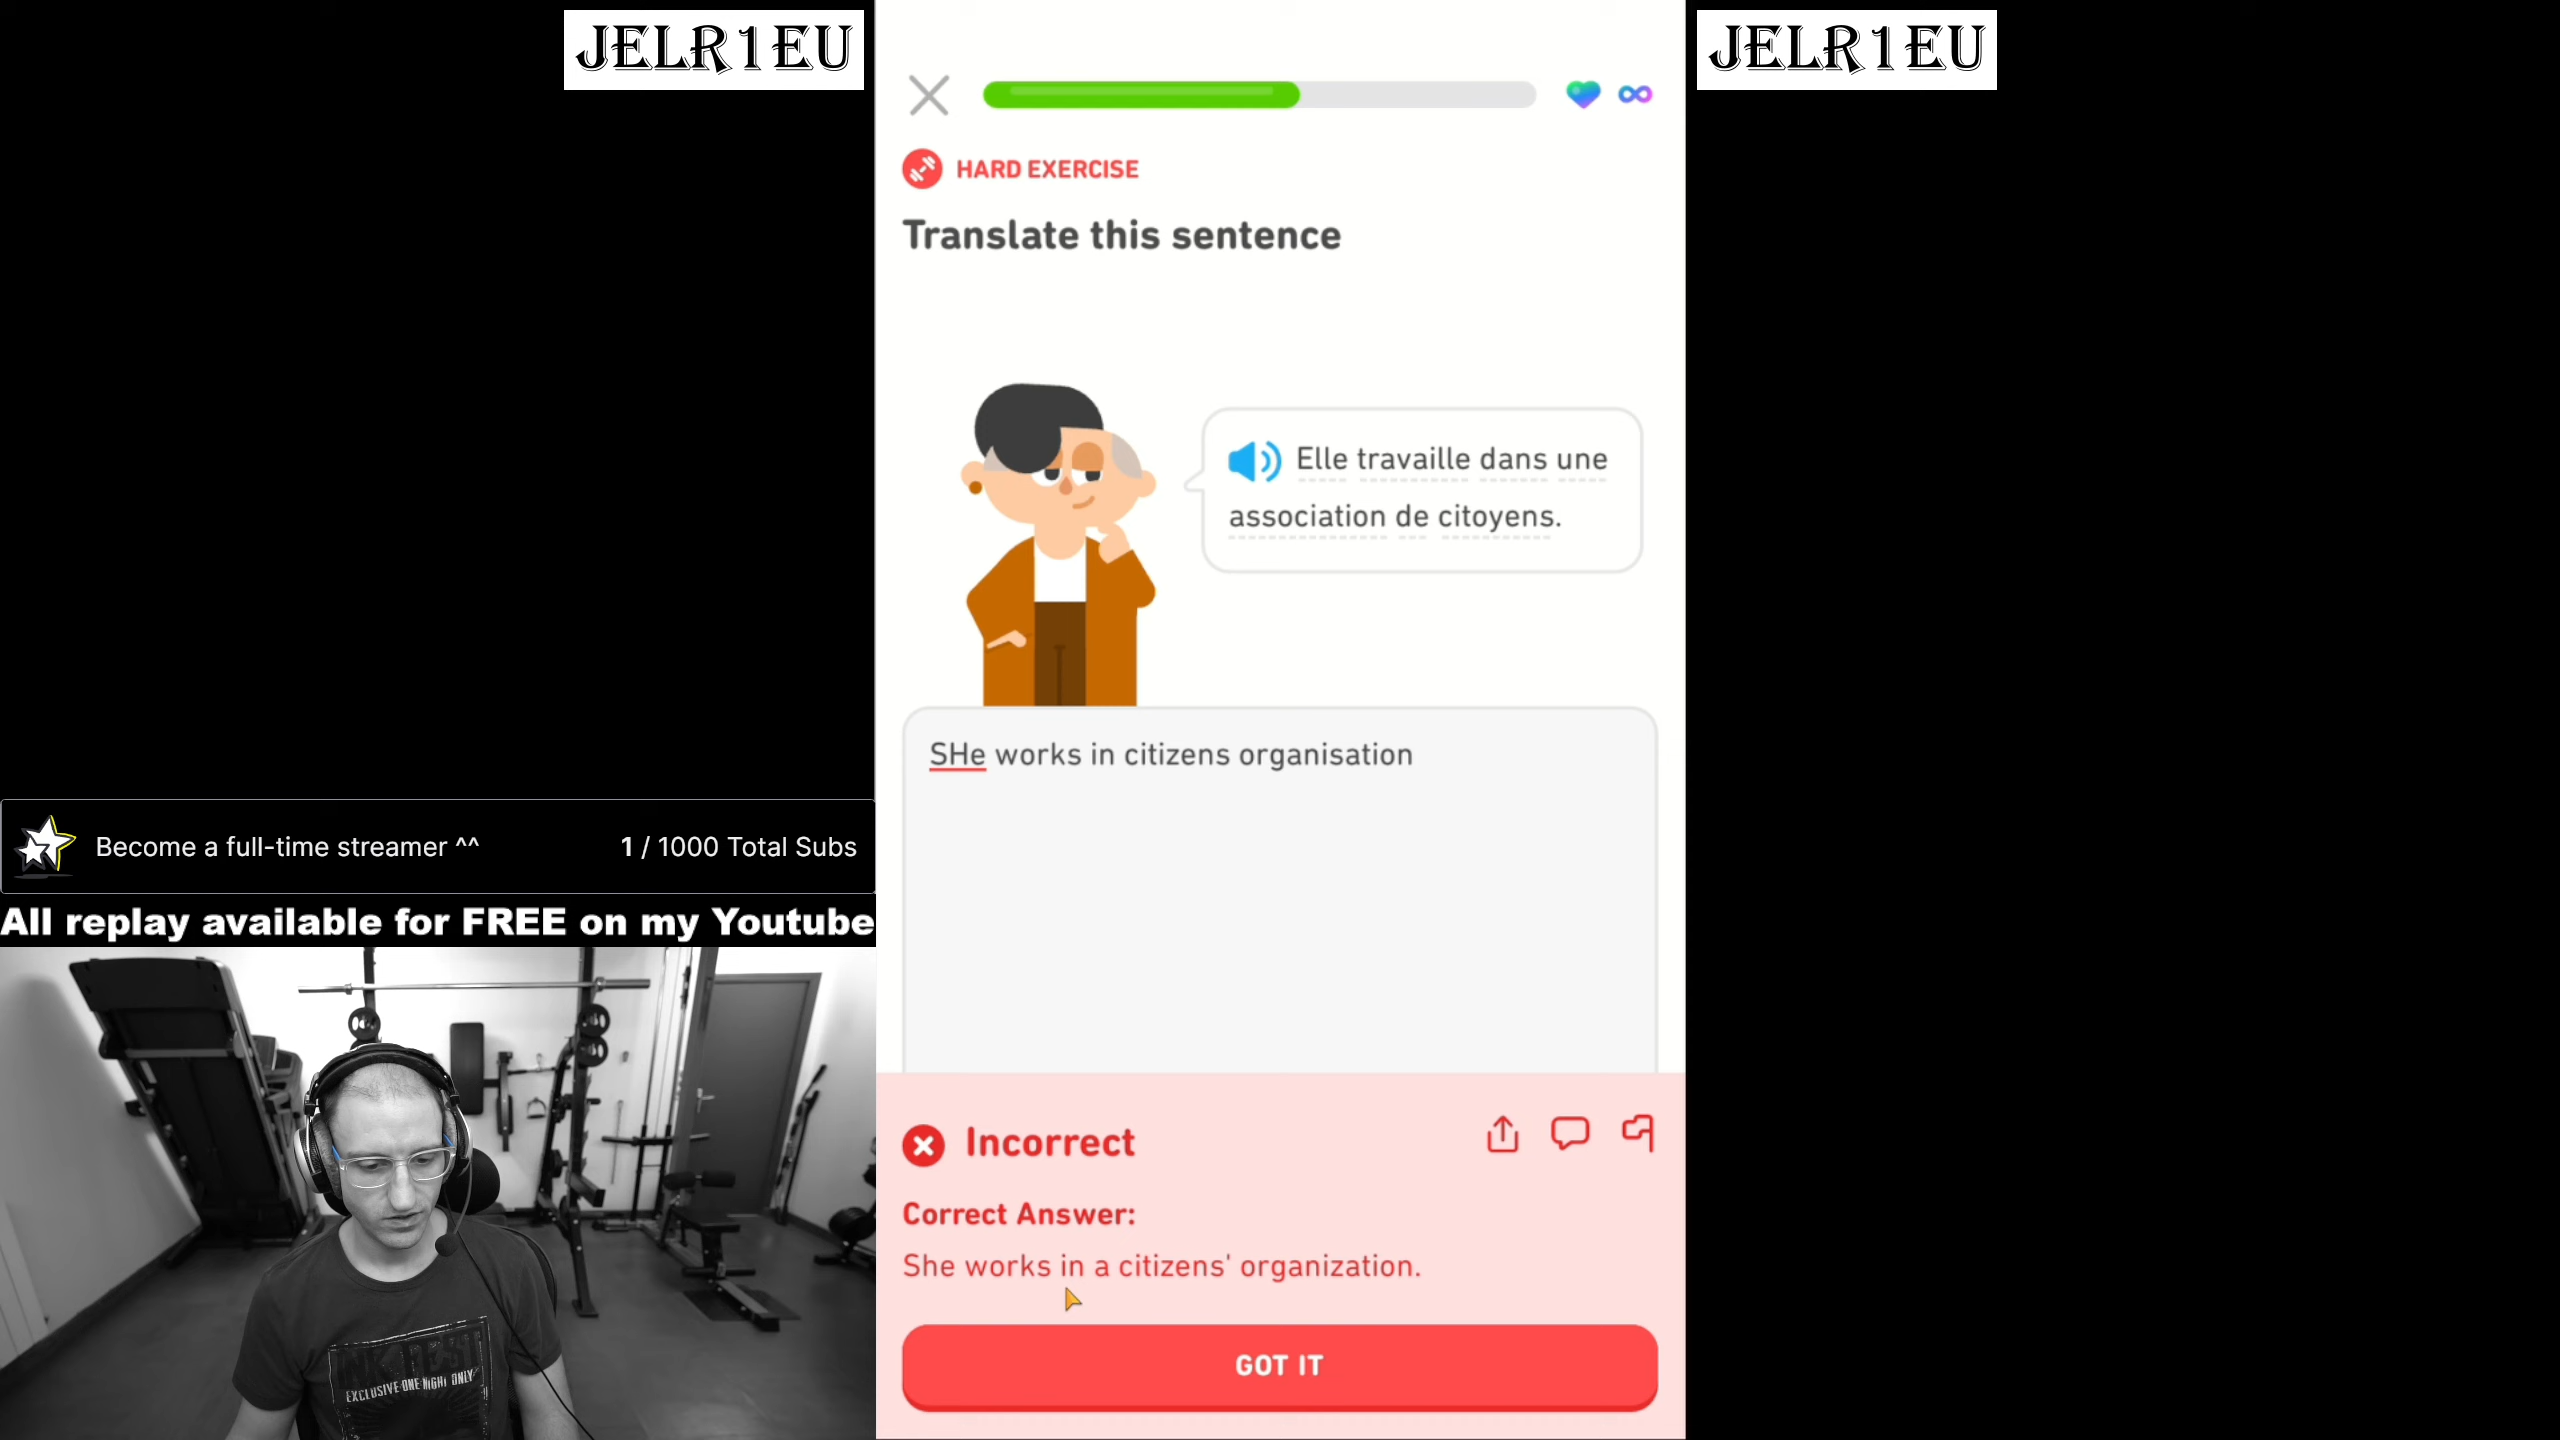 JELR1EU
JELR1EU
HARD EXERCISE
Translate this sentence
Elle travaille dans une
association de citoyens.
SHe works in citizens organisation
Become a full-time streamer ^^ 1 / 1000 Total Subs
All replay available for FREE on my Youtube
EXCLUSIVE ONE NIGHT ONLY
Incorrect
Correct Answer:
She works in a citizens' organization.
GOT IT